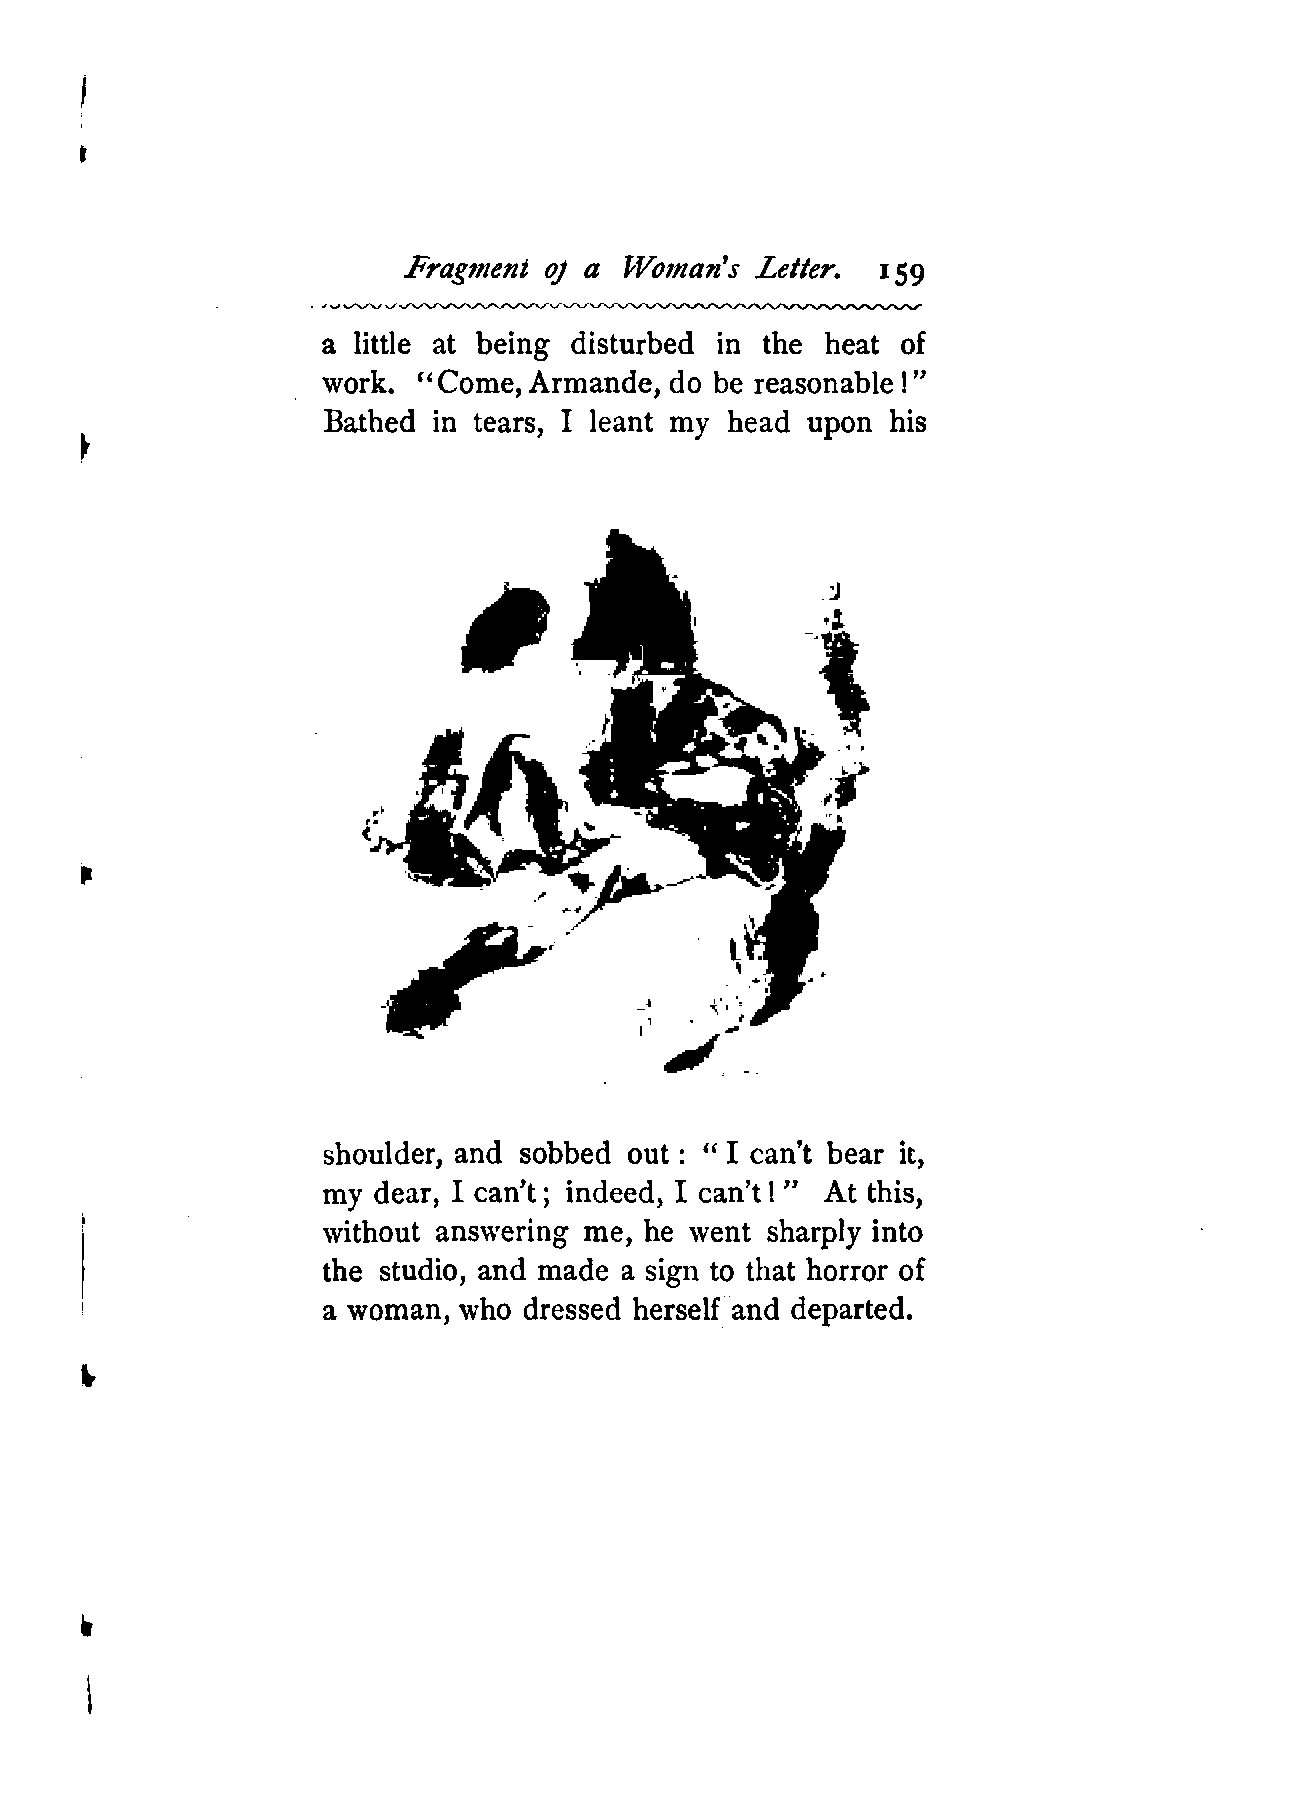 Fragment of a Woman's Letter. 159
a little at being disturbed in the heat of
work. "Come, Armande, do be reasonable!"
Bathed in tears, I leant my head upon his
shoulder, and sobbed out: "I can't bear it,
my dear, I can't; indeed, I can't!" At this,
without answering me, he went sharply into
the studio, and made a sign to that horror of
a woman, who dressed herself and departed.